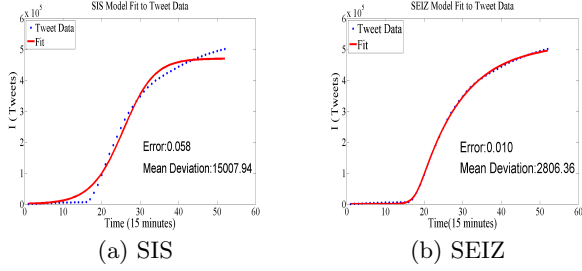 SIS Model Fit to Tweet Data
x 10^5
Tweet Data
Fit
I ( Tweets)
6
5
4
3
2
1
0
Error:0.058
Mean Deviation:15007.94
0 10 20 30 40 50 60
Time (15 minutes)
(a) SIS
SEIZ Model Fit to Tweet Data
x 10^5
Tweet Data
Fit
I ( Tweets)
6
5
4
3
2
1
0
Error:0.010
Mean Deviation:2806.36
0 10 20 30 40 50 60
Time(15 minutes)
(b) SEIZ